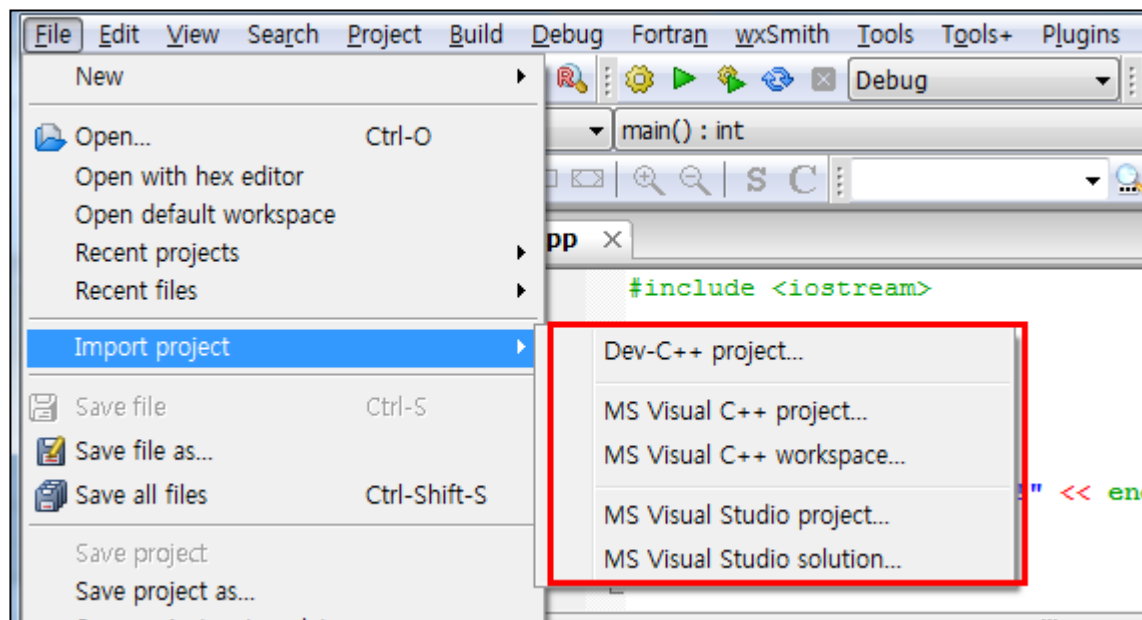 File Edit View Search Project Build Debug Fortran wxSmith Tools Tools+ Plugins
New
Debug
Open... Ctrl-O
main() : int
Open with hex editor
S C
Open default workspace
Recent projects
pp
Recent files
#include <iostream>
Import project
Dev-C++ project...
MS Visual C++ project...
MS Visual C++ workspace...
MS Visual Studio project...
MS Visual Studio solution...
Save file Ctrl-S
Save file as...
Save all files Ctrl-Shift-S
" << en
Save project
Save project as...